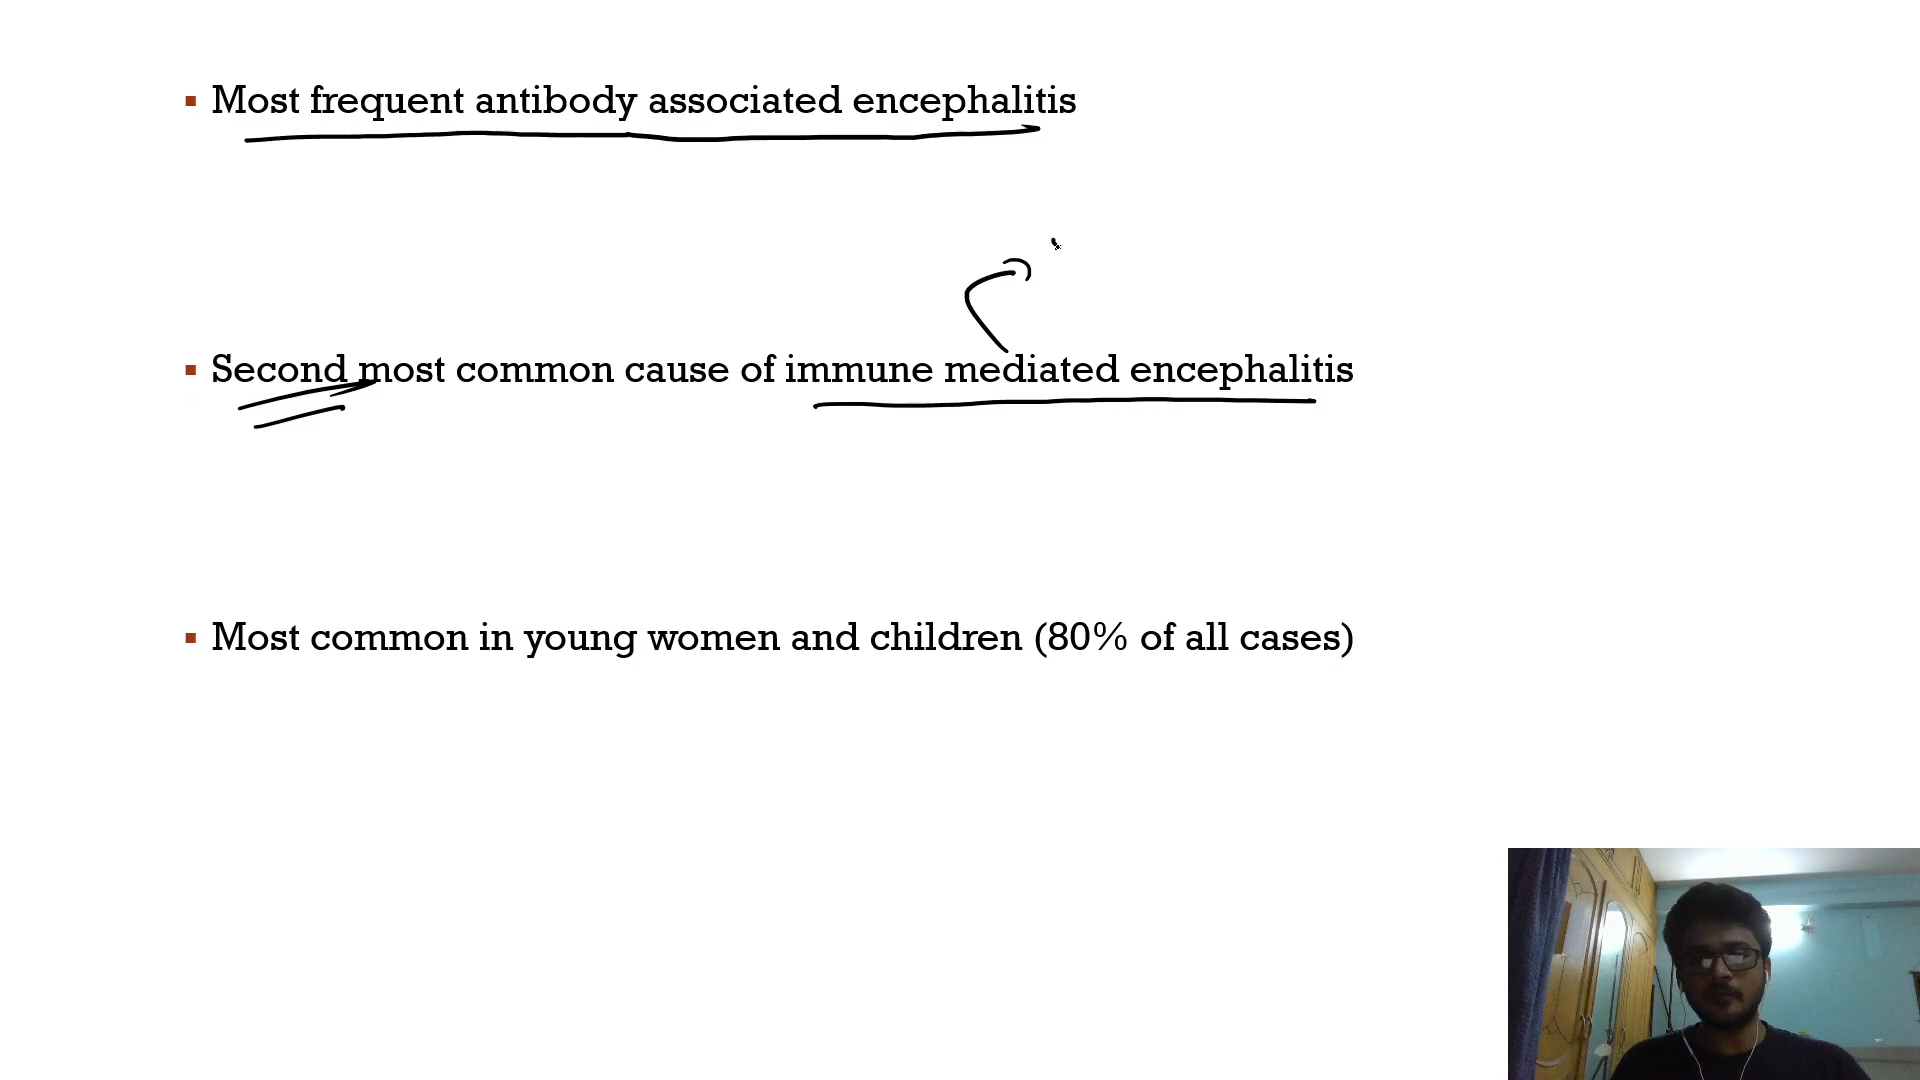 ▪ Most frequent antibody associated encephalitis
▪ Second most common cause of immune mediated encephalitis
▪ Most common in young women and children (80% of all cases)